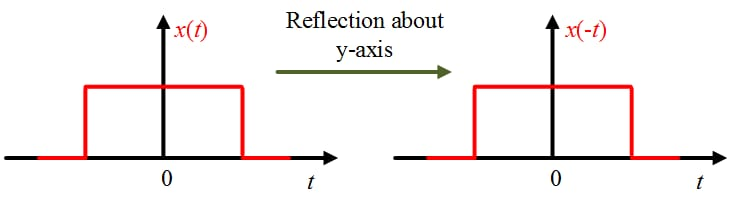 x(t)
Reflection about
y-axis
x(-t)
0
t
0
t